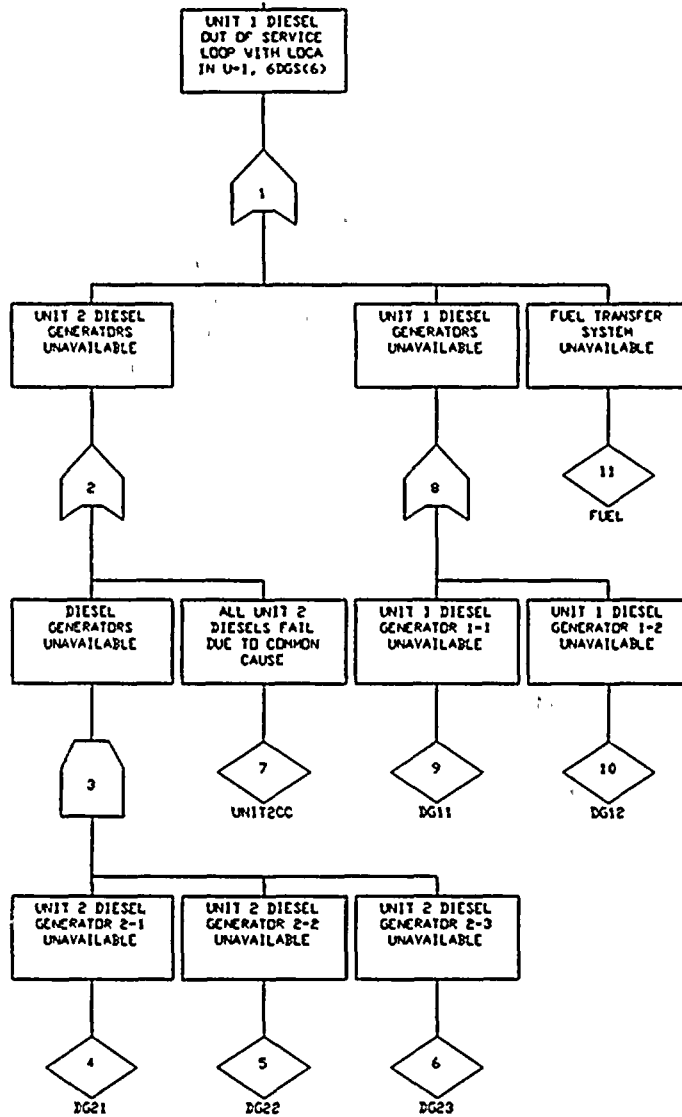 UNIT 1 DIESEL
OUT OF SERVICE
LOOP WITH LOCA
IN U=1, 6DGS(6)
1
UNIT 2 DIESEL
GENERATORS
UNAVAILABLE
UNIT 1 DIESEL
GENERATORS
UNAVAILABLE
FUEL TRANSFER
SYSTEM
UNAVAILABLE
2
8
11
FUEL
DIESEL
GENERATORS
UNAVAILABLE
ALL UNIT 2
DIESELS FAIL
DUE TO COMMON
CAUSE
UNIT 1 DIESEL
GENERATOR 1-1
UNAVAILABLE
UNIT 1 DIESEL
GENERATOR 1-2
UNAVAILABLE
3
7
UNIT2CC
9
DG11
10
DG12
UNIT 2 DIESEL
GENERATOR 2-1
UNAVAILABLE
UNIT 2 DIESEL
GENERATOR 2-2
UNAVAILABLE
UNIT 2 DIESEL
GENERATOR 2-3
UNAVAILABLE
4
DG21
5
DG22
6
DG23